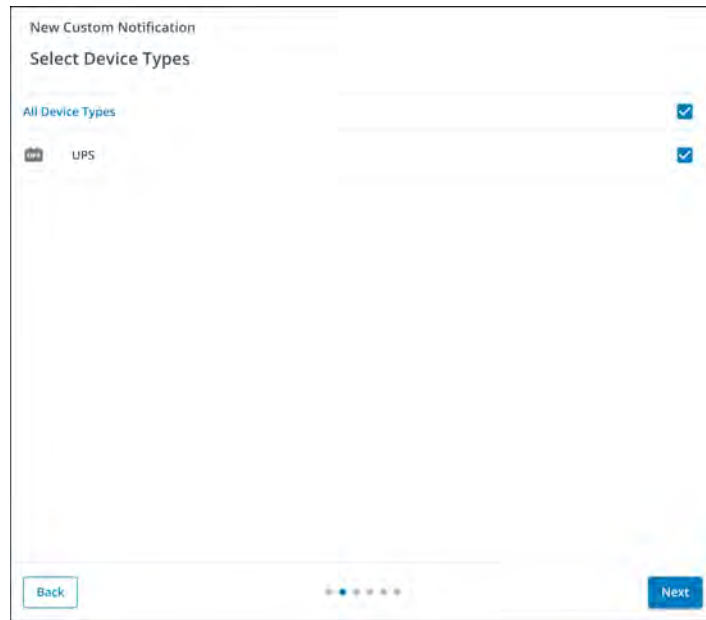 New Custom Notification
Select Device Types
All Device Types
UPS
Back
Next